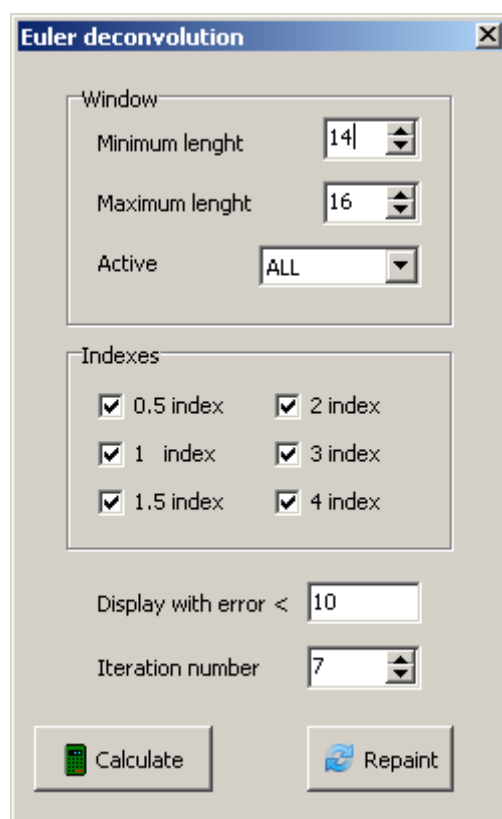 Euler deconvolution
Window
Minimum lenght 14
Maximum lenght 16
Active ALL
Indexes
0.5 index 2 index
1 index 3 index
1.5 index 4 index
Display with error < 10
Iteration number 7
Calculate Repaint